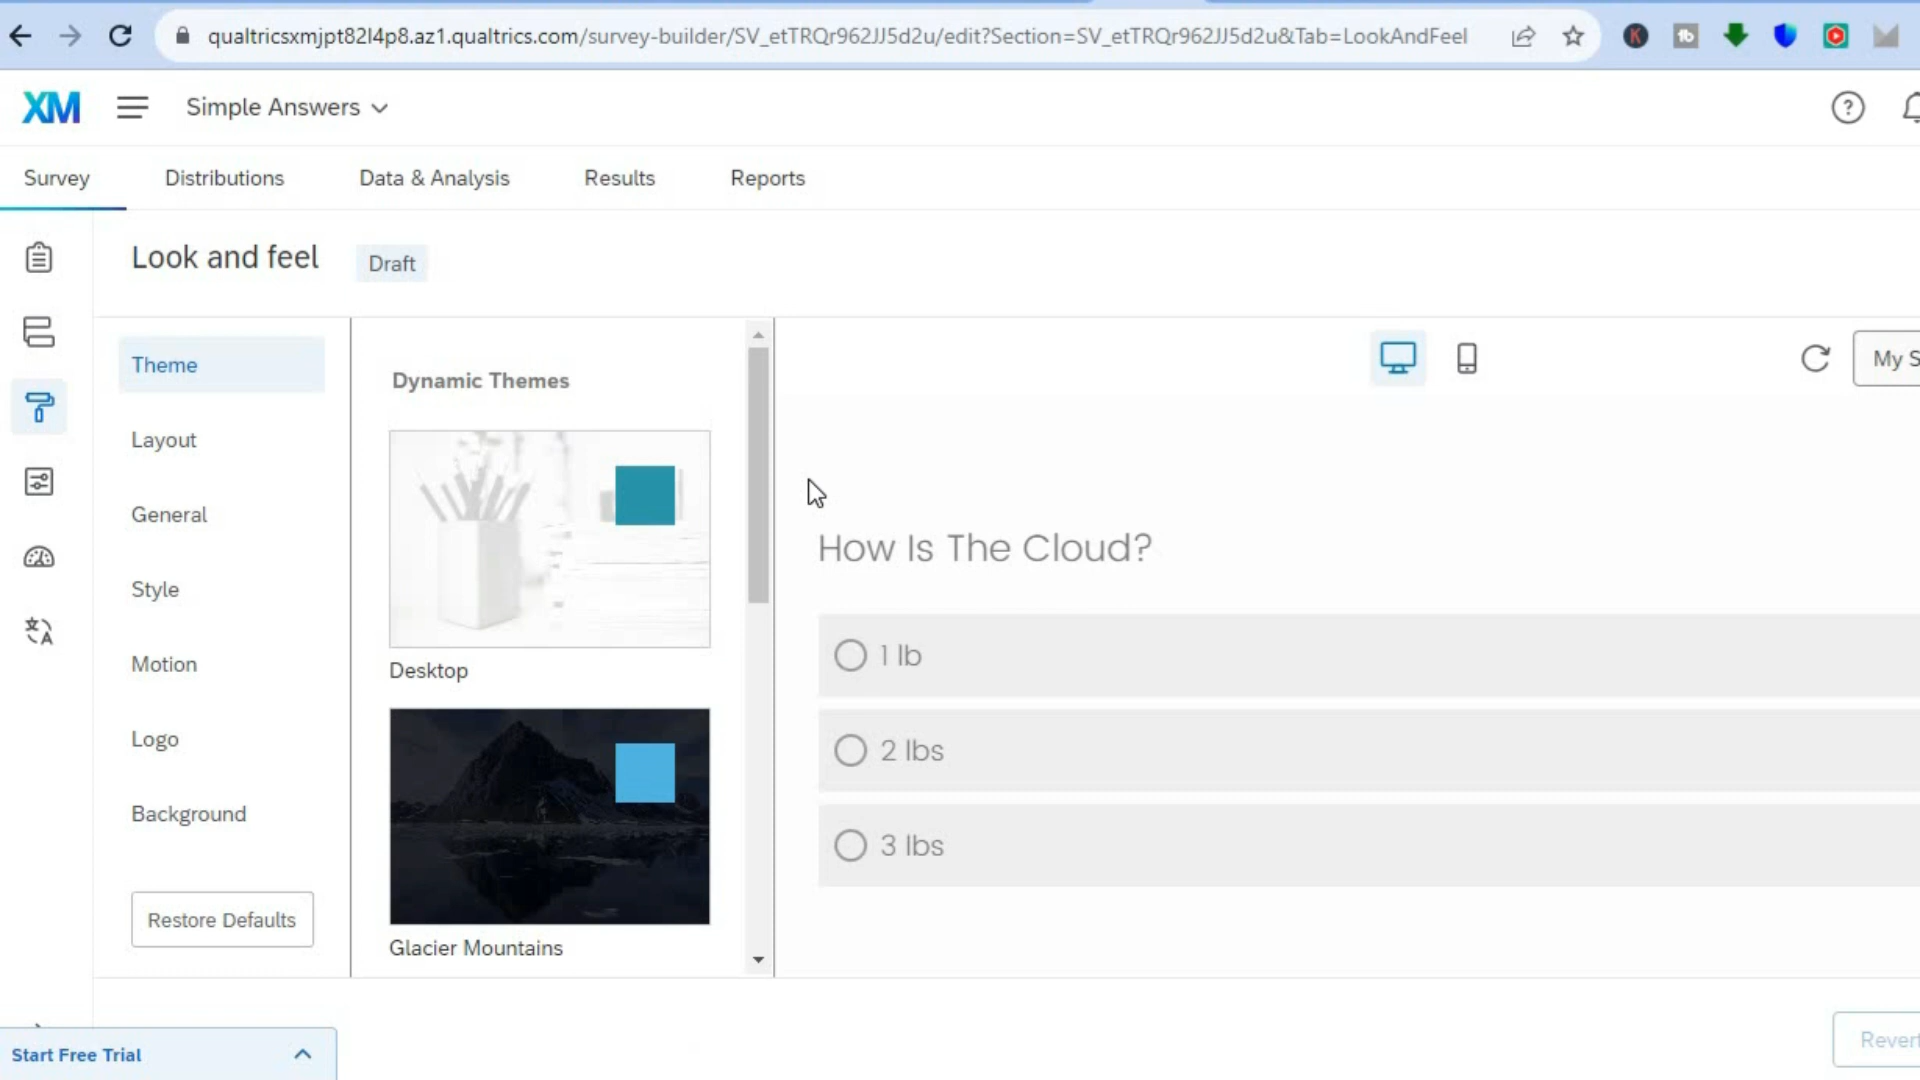 qualtricsxmjpt82l4p8.az1.qualtrics.com/survey-builder/SV_etTRQr962JJ5d2u/edit?Section=SV_etTRQr962JJ5d2u&Tab=LookAndFeel
XM
Simple Answers
Survey
Distributions
Data & Analysis
Results
Reports
Look and feel
Draft
Theme
Layout
General
Style
Motion
Logo
Background
Restore Defaults
Dynamic Themes
Desktop
Glacier Mountains
My S
How Is The Cloud?
1 lb
2 lbs
3 lbs
Start Free Trial
Revert